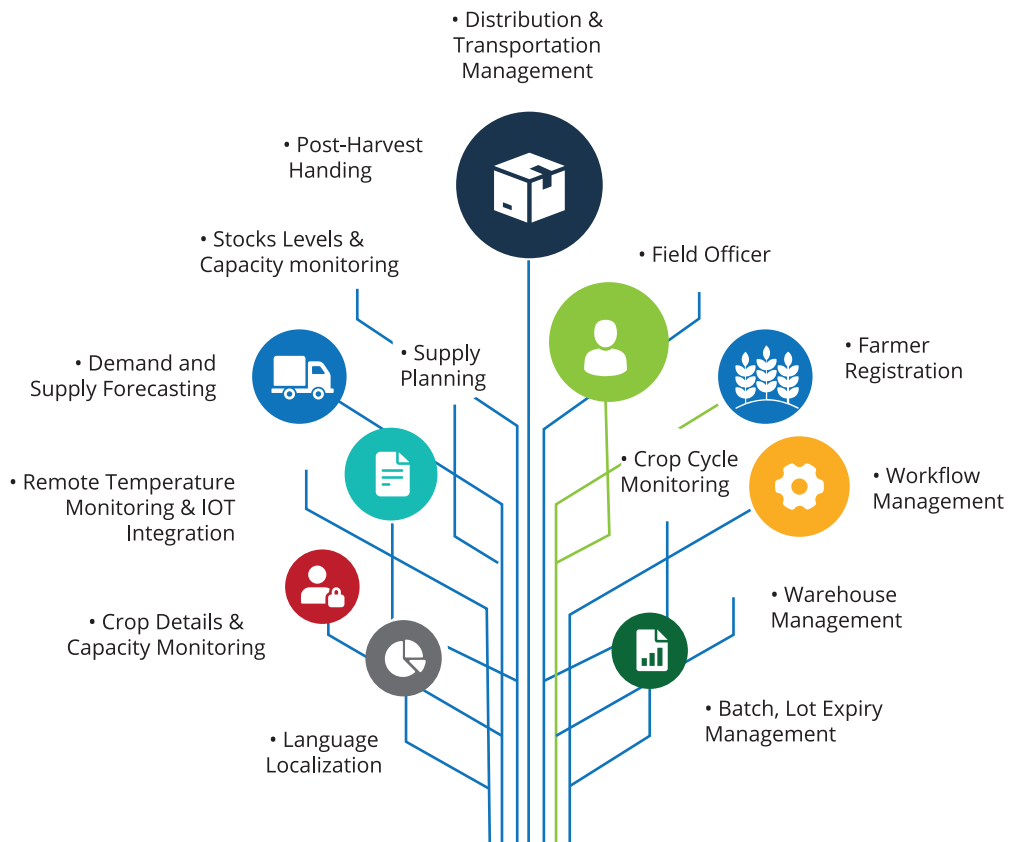 • Distribution &
Transportation
Management
• Post-Harvest
Handing
• Stocks Levels &
Capacity monitoring
• Field Officer
• Supply
Planning
• Demand and
Supply Forecasting
• Farmer
Registration
• Crop Cycle
Monitoring
• Remote Temperature
Monitoring & IOT
Integration
• Workflow
Management
• Crop Details &
Capacity Monitoring
• Warehouse
Management
• Language
Localization
• Batch, Lot Expiry
Management